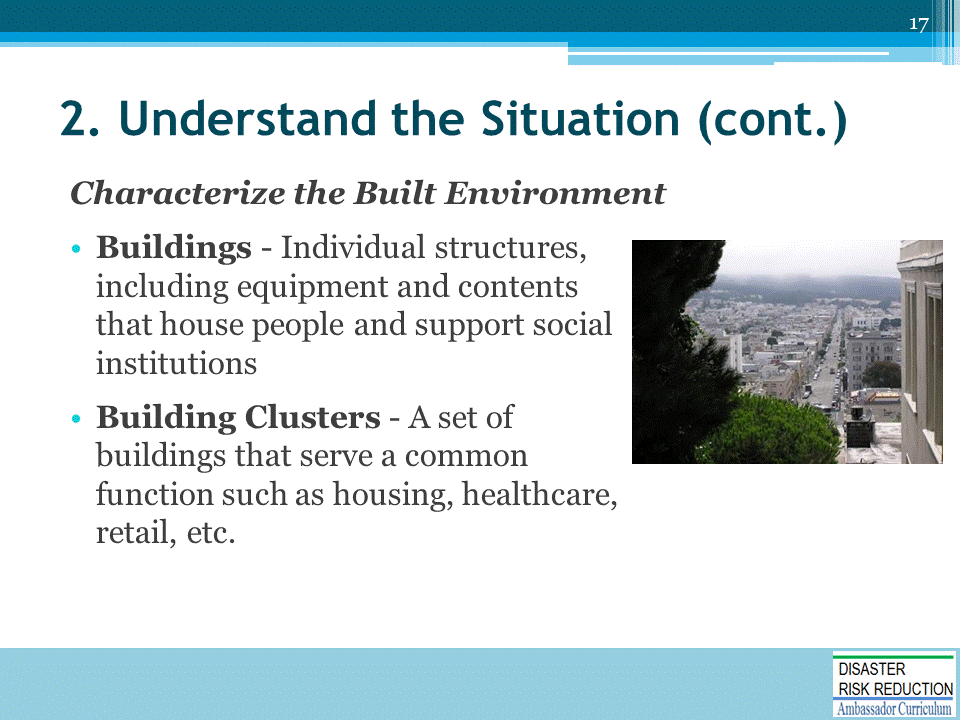 17
2. Understand the Situation (cont.)
Characterize the Built Environment
• Buildings - Individual structures,
including equipment and contents
that house people and support social
institutions
• Building Clusters - A set of
buildings that serve a common
function such as housing, healthcare,
retail, etc.
DISASTER
RISK REDUCTION
Ambassador Curriculum